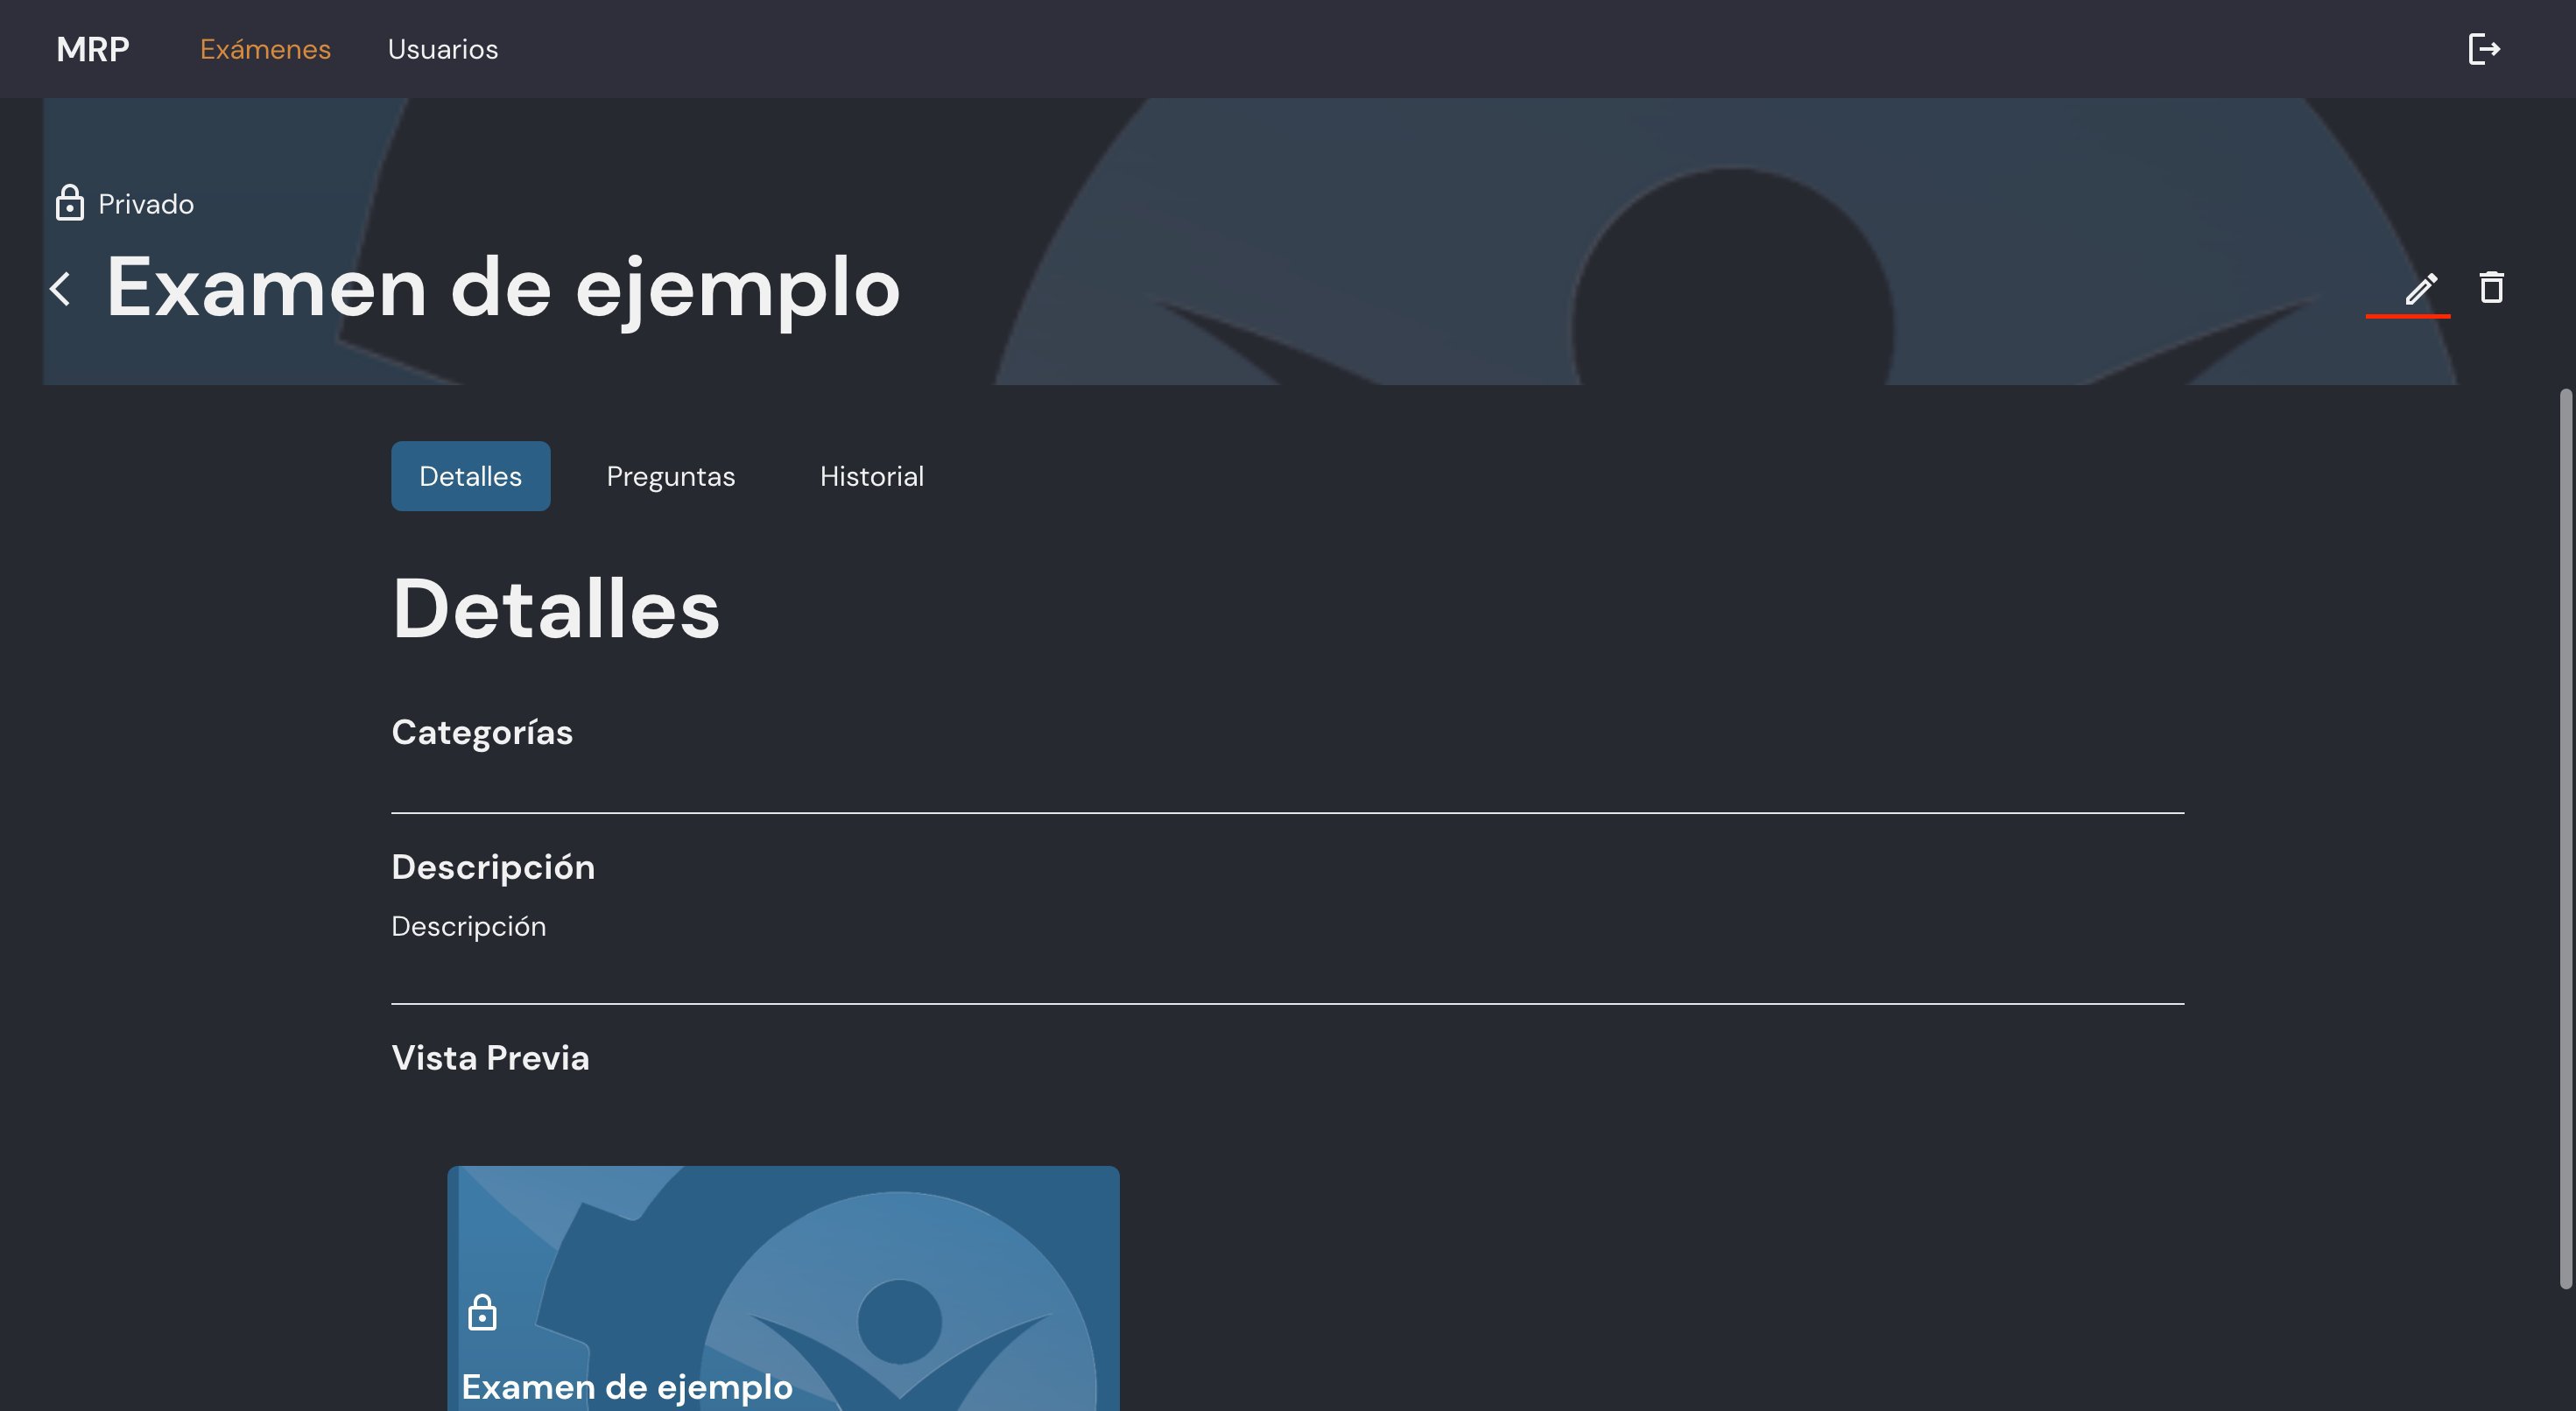 MRP Exámenes Usuarios
Privado
Examen de ejemplo
Detalles Preguntas Historial
Detalles
Categorías
Descripción
Descripción
Vista Previa
Examen de ejemplo